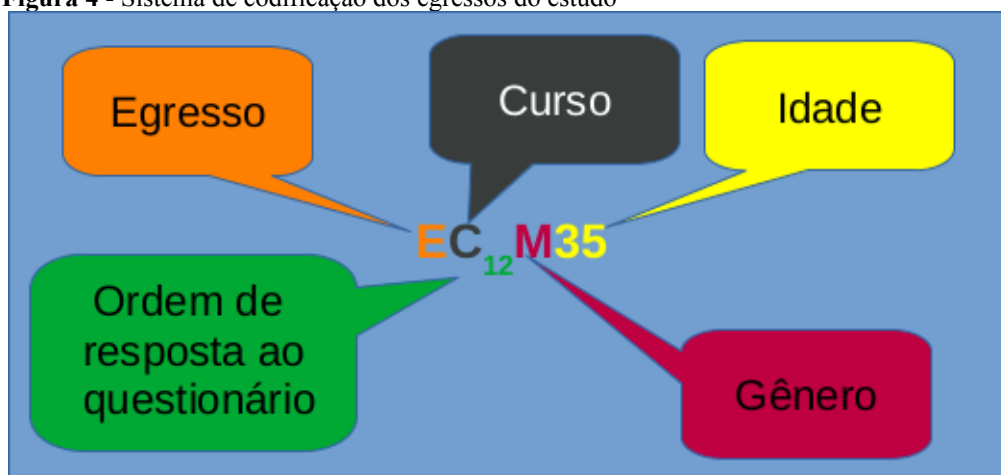 Figura 4 - Sistema de codificação dos egressos do estudo
Egresso
Curso
Idade
EC12M35
Ordem de
resposta ao
questionário
Gênero